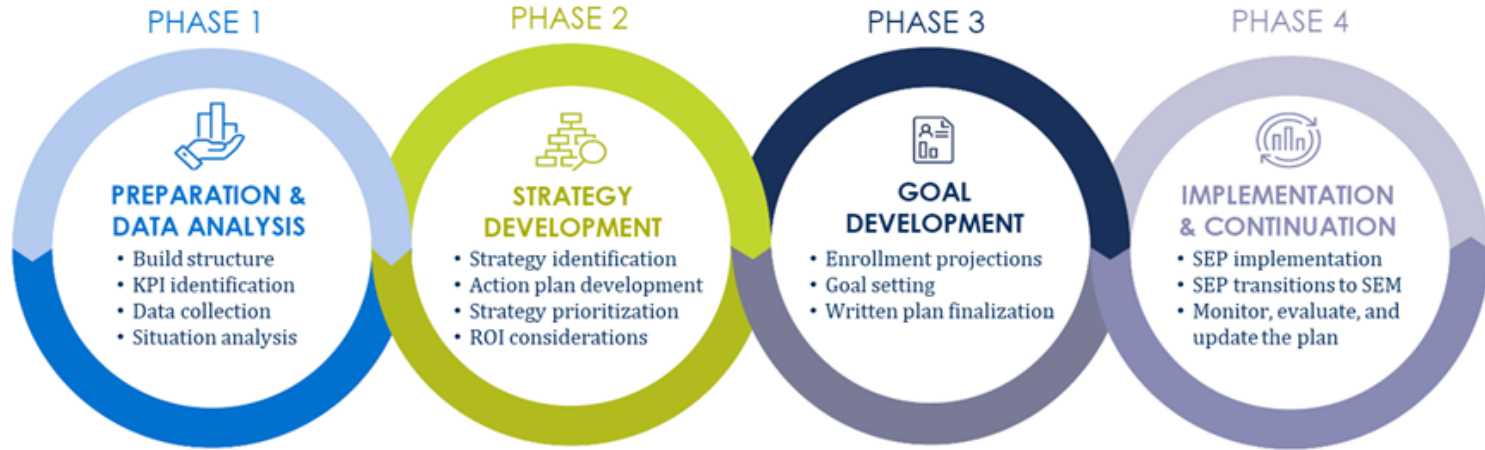 PHASE 1
PREPARATION &
DATA ANALYSIS
• Build structure
• KPI identification
• Data collection
• Situation analysis
PHASE 2
STRATEGY
DEVELOPMENT
• Strategy identification
• Action plan development
• Strategy prioritization
• ROI considerations
PHASE 3
GOAL
DEVELOPMENT
• Enrollment projections
• Goal setting
• Written plan finalization
PHASE 4
IMPLEMENTATION
& CONTINUATION
• SEP implementation
• SEP transitions to SEM
• Monitor, evaluate, and
update the plan